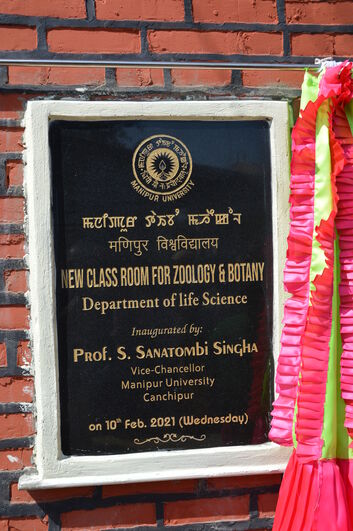 MANIPUR UNIVERSITY
मणिपुर विश्वविद्यालय
NEW CLASS ROOM FOR ZOOLOGY & BOTANY
Department of life Science
Inaugurated by:
PROF. S. SANATOMBI SINGHA
Vice-Chancellor
Manipur University
Canchipur
on 10th Feb. 2021 (Wednesday)